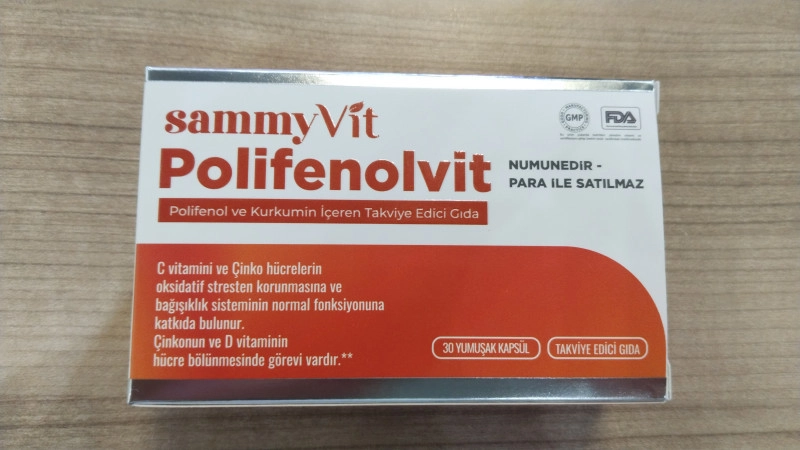 sammyVit
Polifenolvit
Polifenol ve Kurkumin İçeren Takviye Edici Gıda
GMP
FDA
NUMUNEDİR -
PARA ILE SATILMAZ
C vitamini ve Çinko hücrelerin
oksidatif stresten korunmasına ve
bağışıklık sisteminin normal fonksiyonuna
katkıda bulunur.
Çinkonun ve D vitaminin
hücre bölünmesinde görevi vardır.**
30 YUMUŞAK KAPSÜL
TAKVİYE EDİCİ GIDA